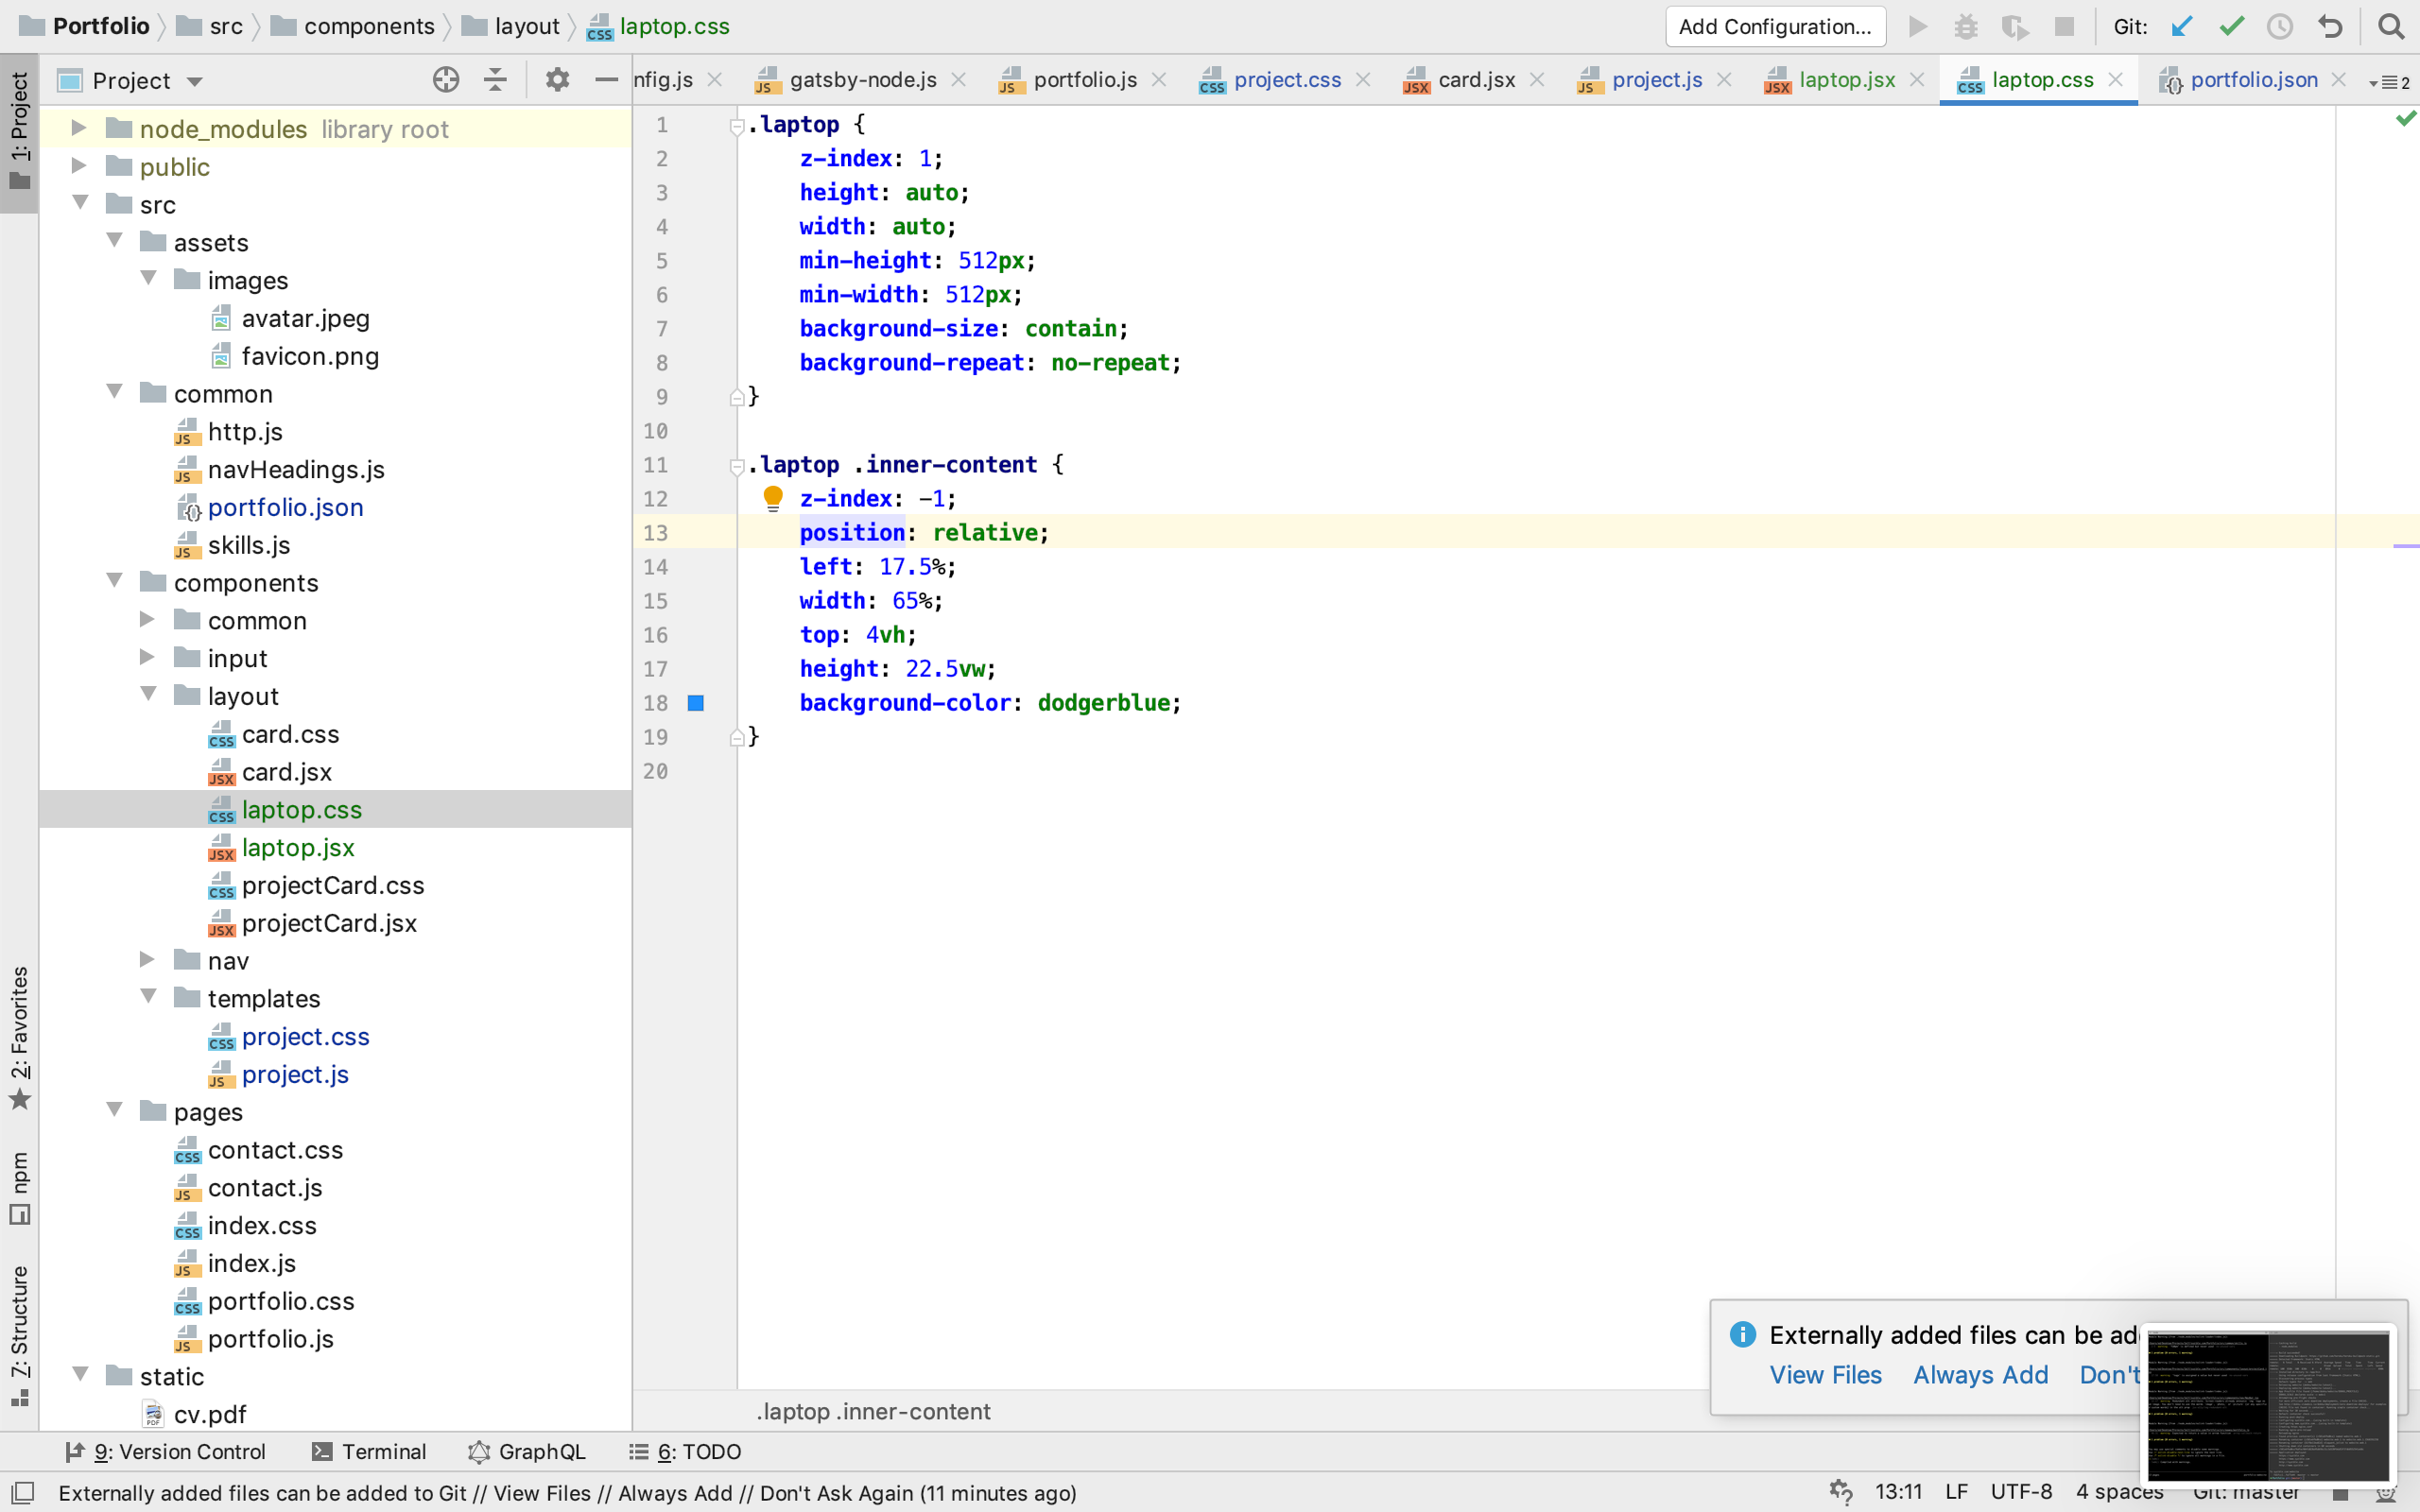 Portfolio src components layout laptop.css
Add Configuration... Git:
1: Project
Project
nfig.js gatsby-node.js portfolio.js project.css card.jsx project.js laptop.jsx laptop.css portfolio.json 2
node_modules library root
public
src
assets
images
avatar.jpeg
favicon.png
common
http.js
navHeadings.js
portfolio.json
skills.js
components
common
input
layout
card.css
card.jsx
laptop.css
laptop.jsx
projectCard.css
projectCard.jsx
nav
templates
project.css
project.js
pages
contact.css
contact.js
index.css
index.js
portfolio.css
portfolio.js
static
cv.pdf
2: Favorites
npm
7: Structure
1 .laptop {
2 z-index: 1;
3 height: auto;
4 width: auto;
5 min-height: 512px;
6 min-width: 512px;
7 background-size: contain;
8 background-repeat: no-repeat;
9 }
10
11 .laptop .inner-content {
12 z-index: -1;
13 position: relative;
14 left: 17.5%;
15 width: 65%;
16 top: 4vh;
17 height: 22.5vw;
18 background-color: dodgerblue;
19 }
20
.laptop .inner-content
Externally added files can be ad
View Files Always Add Don't
9: Version Control Terminal GraphQL 6: TODO
Externally added files can be added to Git // View Files // Always Add // Don't Ask Again (11 minutes ago)
13:11 LF UTF-8 4 spaces Git: master